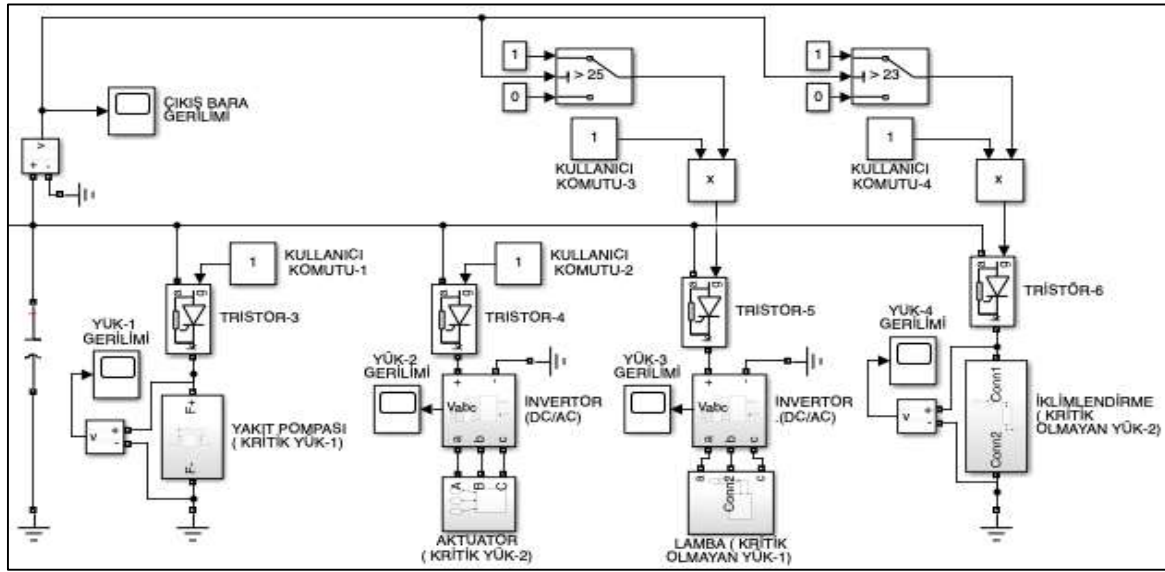 1
> 25
0
1
> 23
0
ÇIKIŞ BARA
GERİLİMİ
v
+ -
1
KULLANICI
KOMUTU-3
x
1
KULLANICI
KOMUTU-4
x
1
KULLANICI
KOMUTU-1
1
KULLANICI
KOMUTU-2
a g
k
TRİSTÖR-3
a g
k
TRİSTÖR-4
a g
k
TRİSTÖR-5
a g
k
TRİSTÖR-6
YÜK-1
GERİLİMİ
v + -
F+
F-
YAKIT POMPASI
( KRİTİK YÜK-1)
YÜK-2
GERİLİMİ
+ -
Vabc
a b c
İNVERTÖR
(DC/AC)
A B C
AKTUATÖR
( KRİTİK YÜK-2)
YÜK-3
GERİLİMİ
+ -
Vabc
a b c
İNVERTÖR
.(DC/AC)
a Conn2 c
LAMBA ( KRİTİK
OLMAYAN YÜK-1)
YÜK-4
GERİLİMİ
v + -
Conn1
Conn2
İKLİMLENDİRME
( KRİTİK
OLMAYAN YÜK-2)